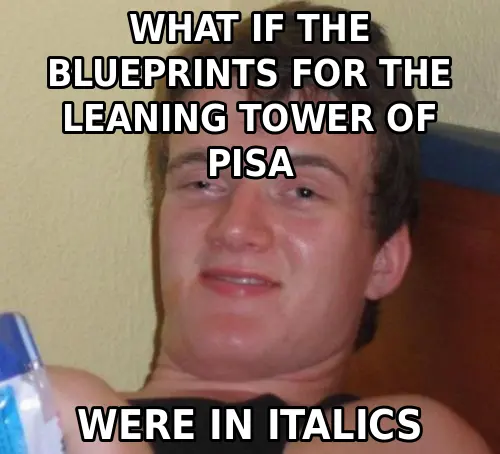 WHAT IF THE
BLUEPRINTS FOR THE
LEANING TOWER OF
PISA
WERE IN ITALICS